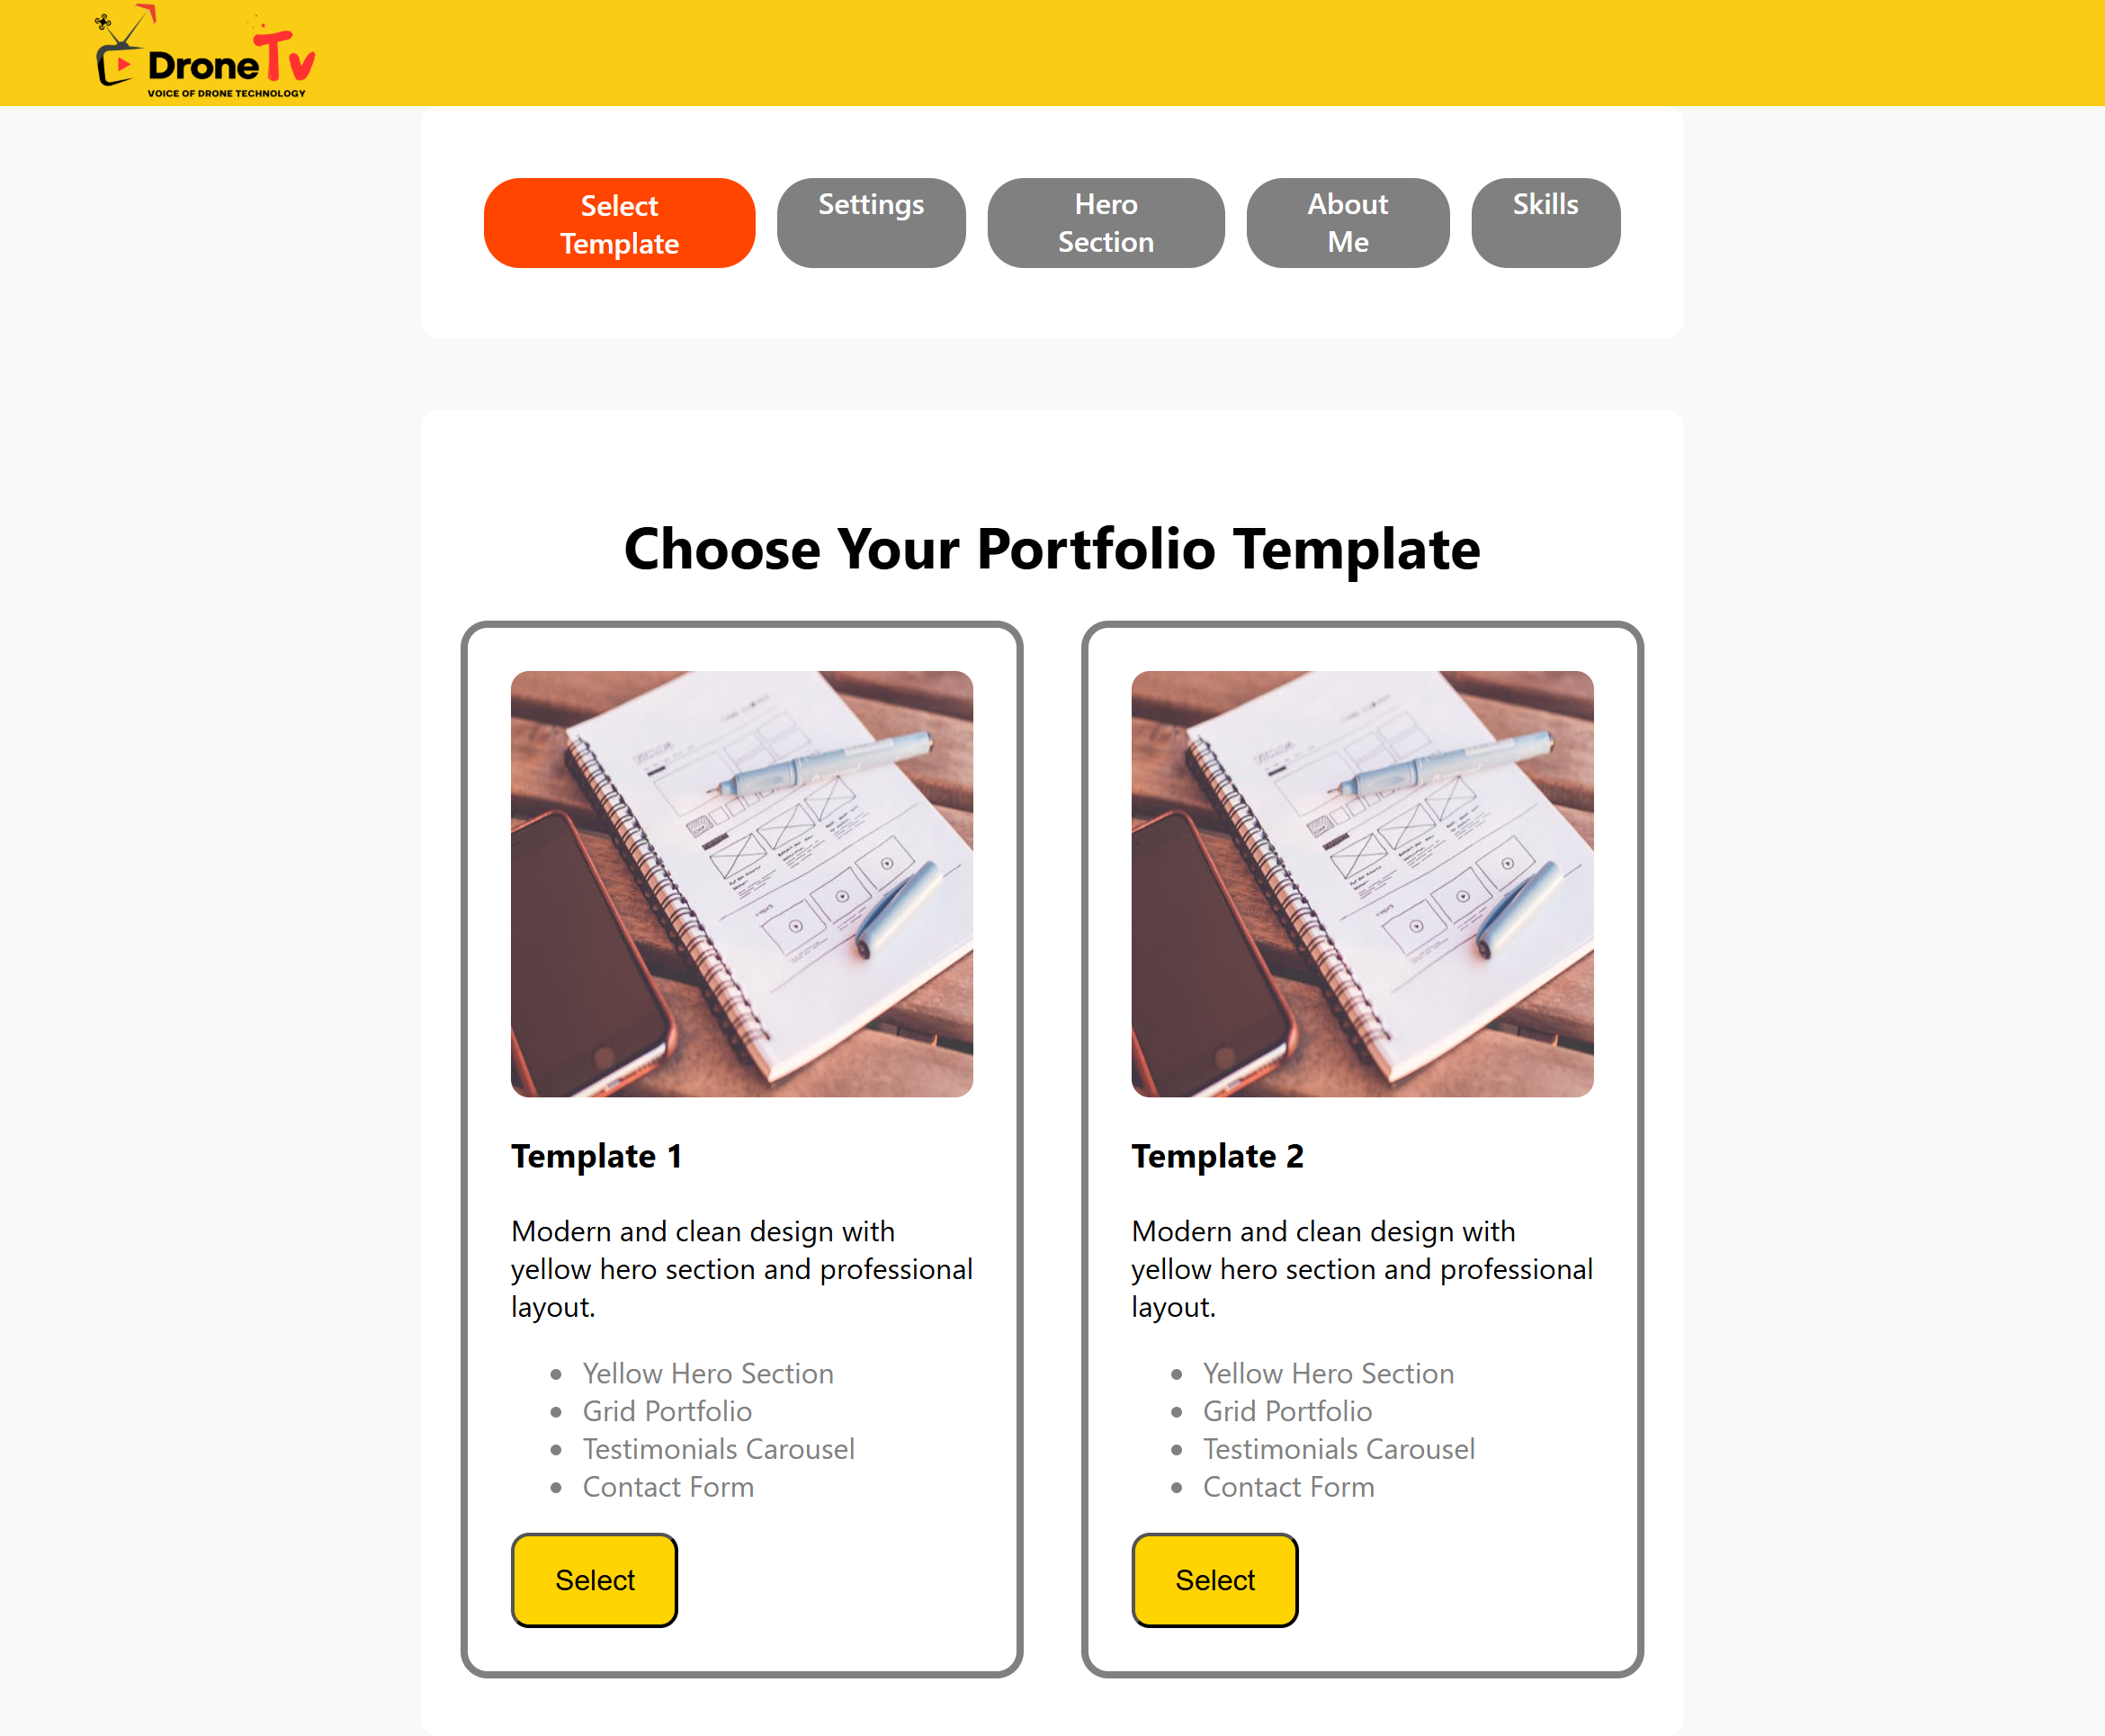 DroneTv
VOICE OF DRONE TECHNOLOGY
Select
Template
Settings
Hero
Section
About
Me
Skills
Choose Your Portfolio Template
Template 1
Modern and clean design with
yellow hero section and professional
layout.
Yellow Hero Section
Grid Portfolio
Testimonials Carousel
Contact Form
Select
Template 2
Modern and clean design with
yellow hero section and professional
layout.
Yellow Hero Section
Grid Portfolio
Testimonials Carousel
Contact Form
Select